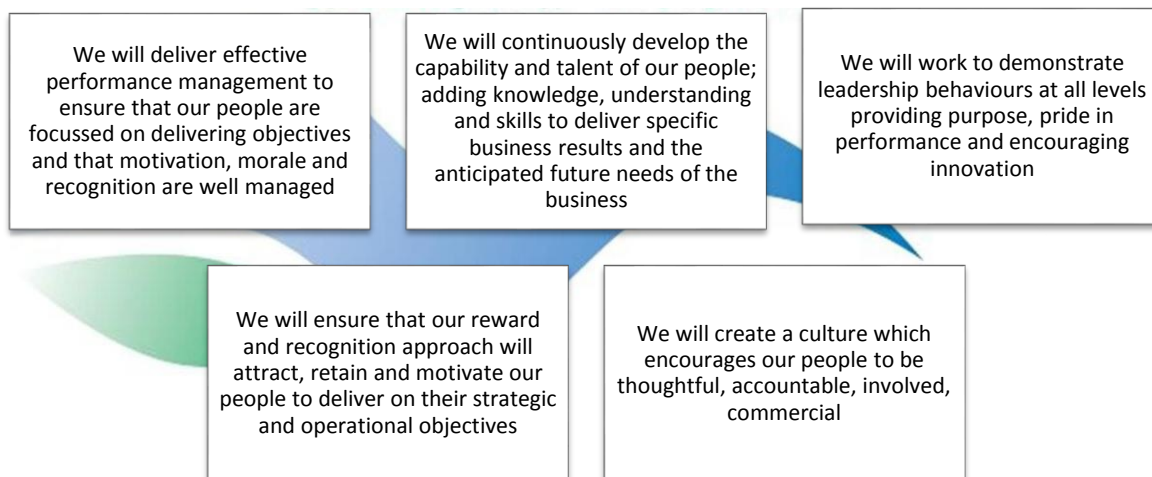 We will deliver effective
performance management to
ensure that our people are
focussed on delivering objectives
and that motivation, morale and
recognition are well managed
We will continuously develop the
capability and talent of our people;
adding knowledge, understanding
and skills to deliver specific
business results and the
anticipated future needs of the
business
We will work to demonstrate
leadership behaviours at all levels
providing purpose, pride in
performance and encouraging
innovation
We will ensure that our reward
and recognition approach will
attract, retain and motivate our
people to deliver on their strategic
and operational objectives
We will create a culture which
encourages our people to be
thoughtful, accountable, involved,
commercial